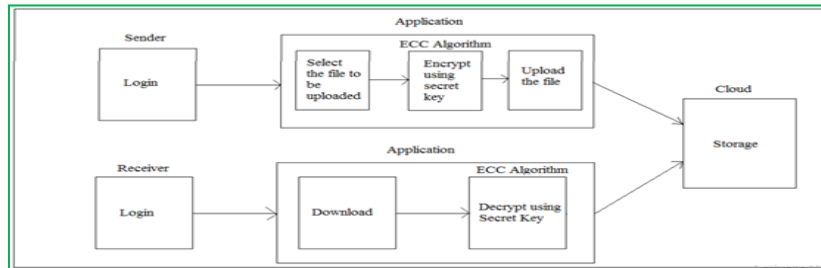 Application
Sender
ECC Algorithm
Login
Select
the file to
be
uploaded
Encrypt
using
secret
key
Upload
the file
Cloud
Storage
Application
Receiver
ECC Algorithm
Login
Download
Decrypt using
Secret Key